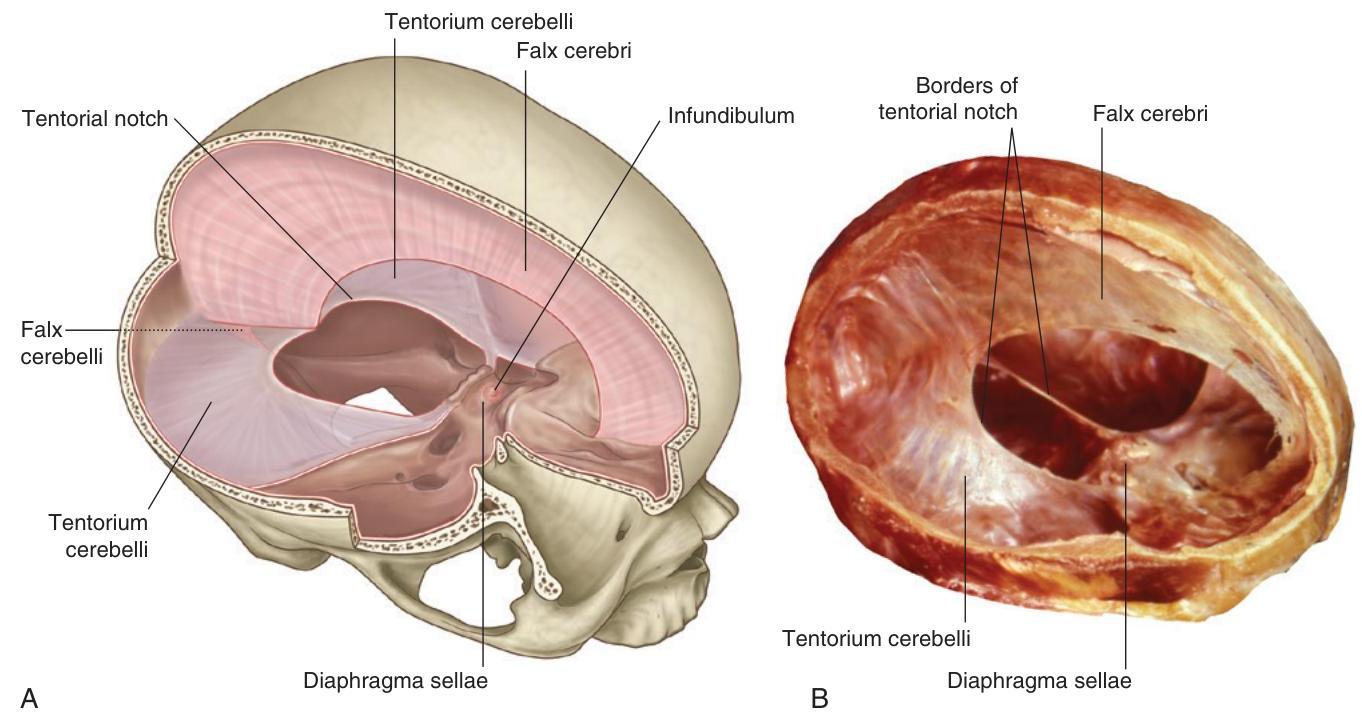 Tentorium cerebelli
Falx cerebri
Tentorial notch
Infundibulum
Falx
cerebelli
Tentorium
cerebelli
Diaphragma sellae
A
Borders of
tentorial notch
Falx cerebri
Tentorium cerebelli
Diaphragma sellae
B